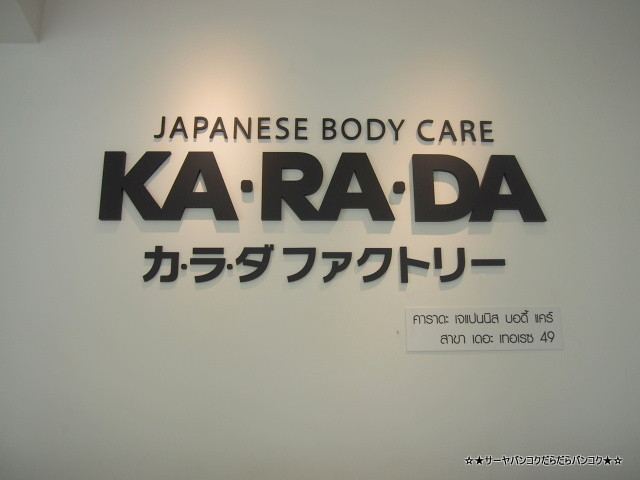 JAPANESE BODY CARE
KA·RA·DA
カ·ラ·ダ ファクトリー
คาราดะ เจแปนนิส บอดี้ แคร์
สาขา เดอะ เทอเรซ 49
☆★サーヤバンコクだらだらバンコク★☆